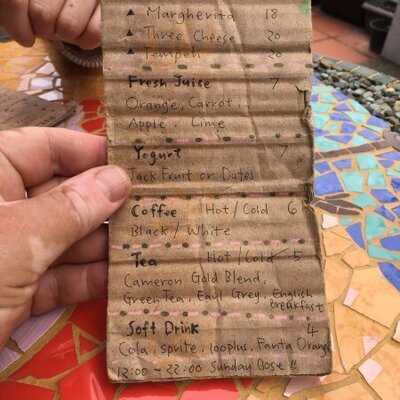 ▲ Margherita 18
▲ Three Cheese 20
▲ Tempeh 20
Fresh Juice 7
Orange, Carrot,
Apple, Lime
Yogurt 7
Jack Fruit or Dates
Coffee Hot/Cold 6
Black/White
Tea Hot/Cold 5
Cameron Gold Blend,
Green Tea, Earl Grey, English
Breakfast
Soft Drink 4
Cola, sprite, 100plus, Fanta Orange
12:00 ~ 22:00 Sunday Close !!